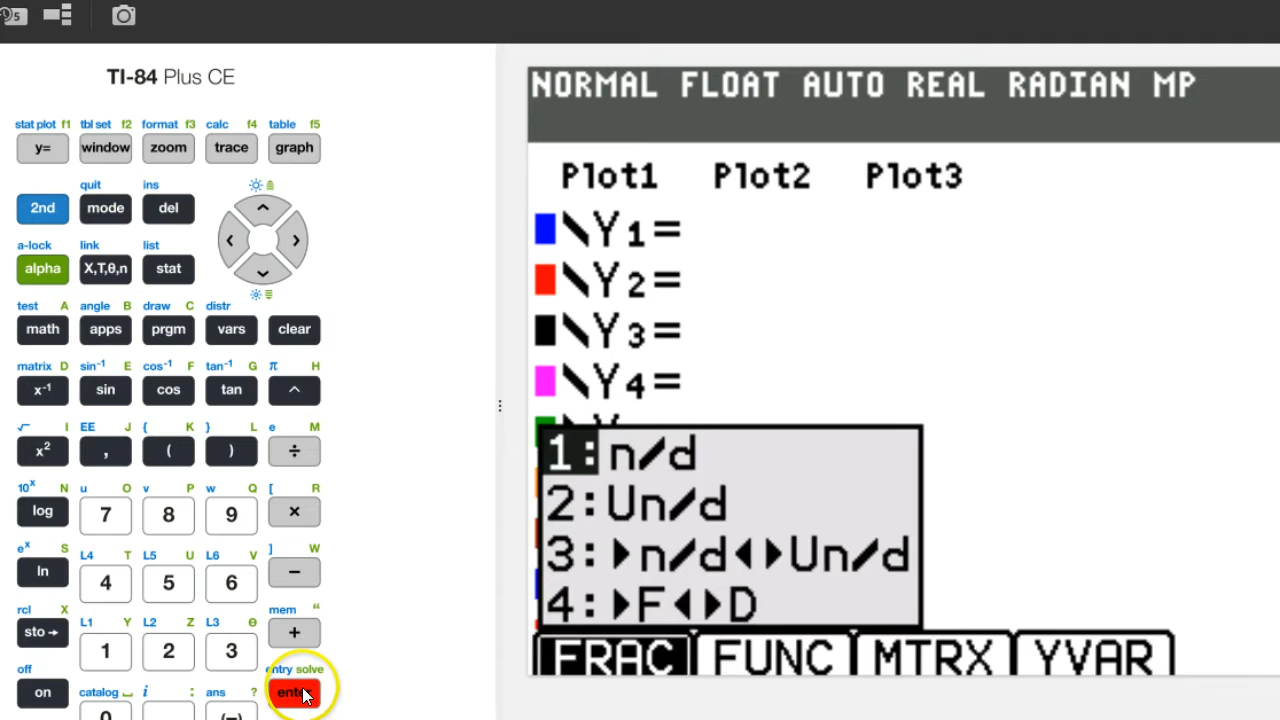 5
TI-84 Plus CE
stat plot f1 tbl set f2 format f3 calc f4 table f5
y= window zoom trace graph
quit ins
2nd mode del
a-lock link list
alpha X,T,θ,n stat
test A angle B draw C distr
math apps prgm vars clear
matrix D sin⁻¹ E cos⁻¹ F tan⁻¹ G π H
x⁻¹ sin cos tan ^
√ I EE J { K } L e M
x² , ( ) ÷
10ˣ N u O v P w Q [ R
log 7 8 9 ×
eˣ S L4 T L5 U L6 V ] W
ln 4 5 6 −
rcl X L1 Y L2 Z L3 θ mem “
sto→ 1 2 3 +
off catalog i : ans ? entry solve
on 0 (−) enter
NORMAL FLOAT AUTO REAL RADIAN MP
Plot1 Plot2 Plot3
\Y1=
\Y2=
\Y3=
\Y4=
1:n/d
2:Un/d
3:►n/d◄►Un/d
4:►F◄►D
FRAC FUNC MTRX YVAR